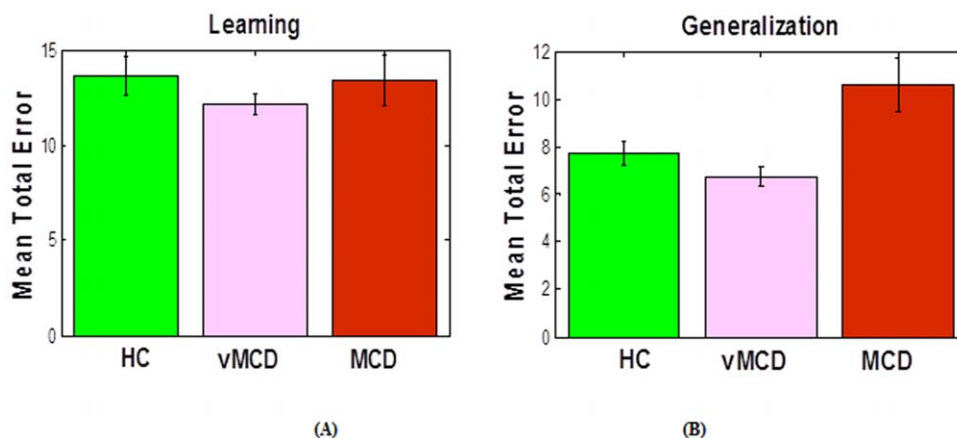 Learning
Mean Total Error
15
10
5
0
HC vMCD MCD
(A)
Generalization
Mean Total Error
12
10
8
6
4
2
0
HC vMCD MCD
(B)